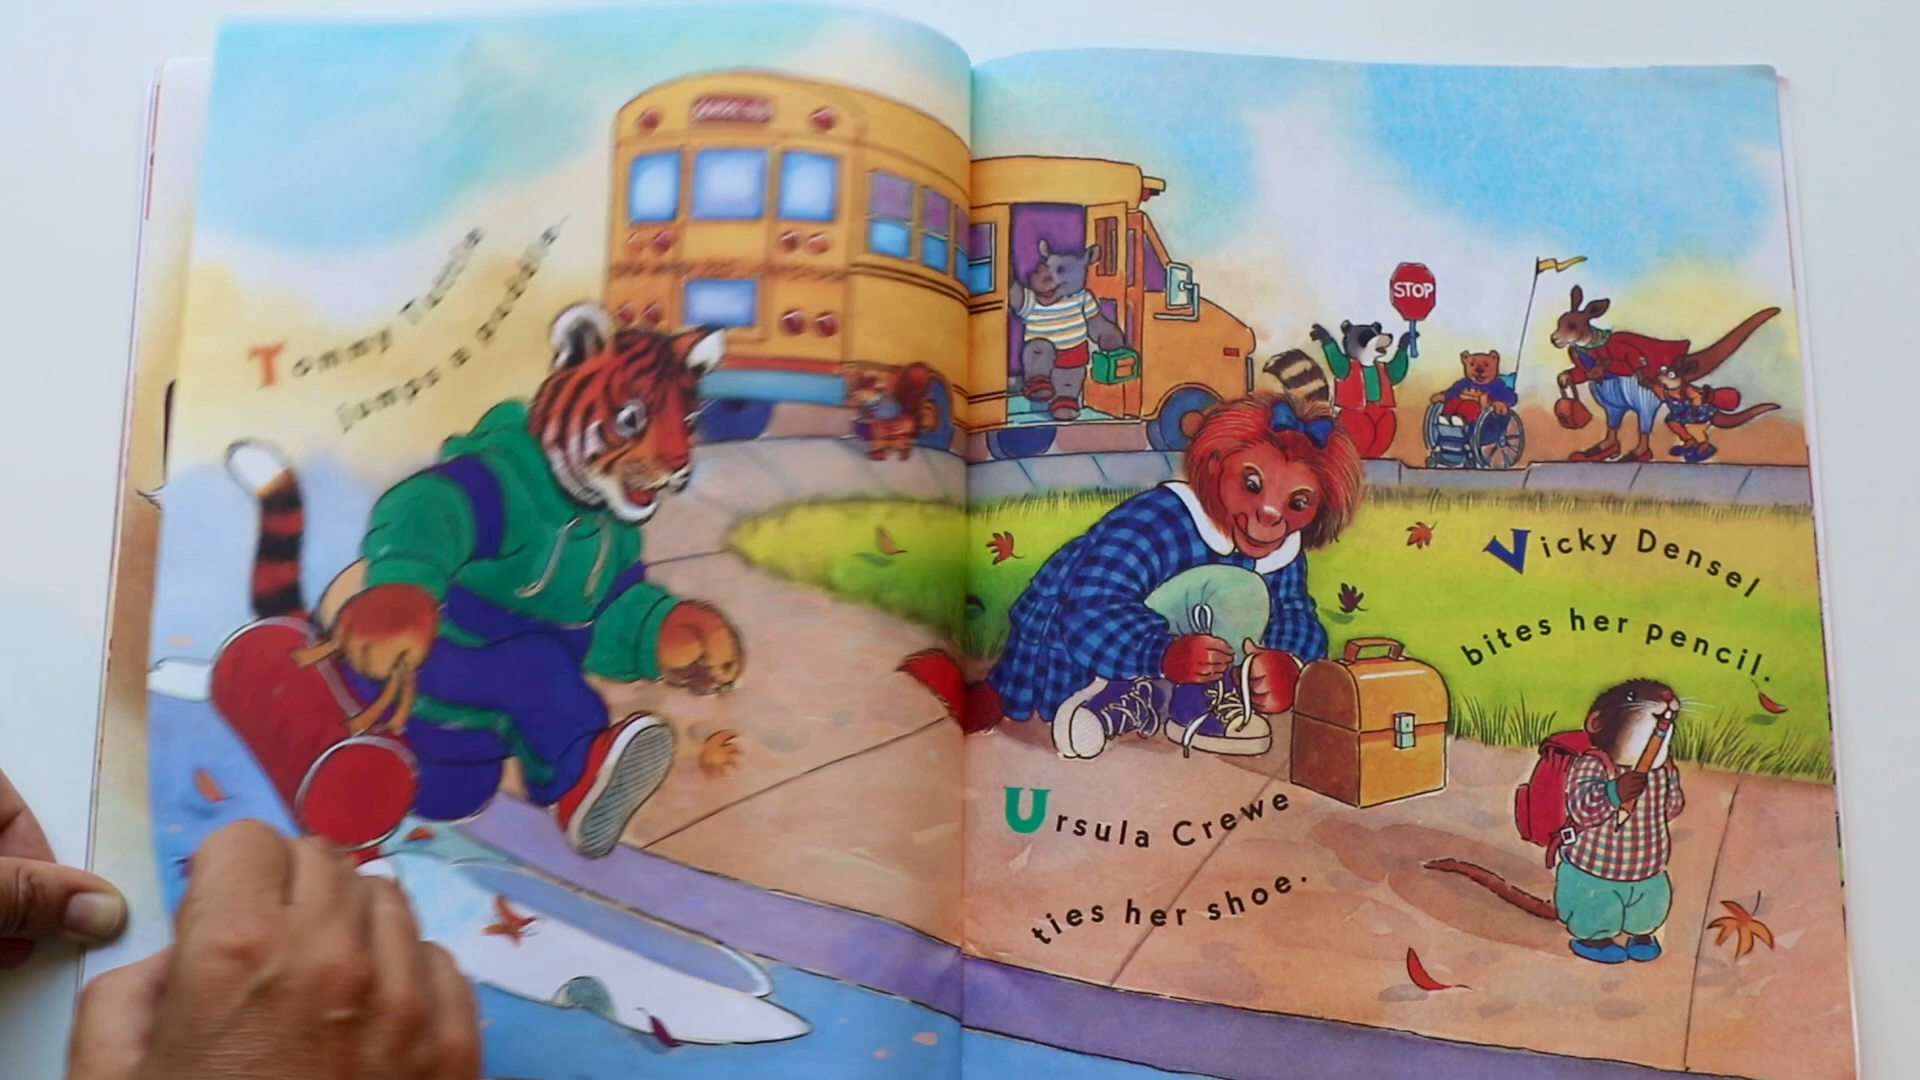 Tommy Tuttle
jumps a puddle.
STOP
Vicky Densel
bites her pencil.
Ursula Crewe
ties her shoe.